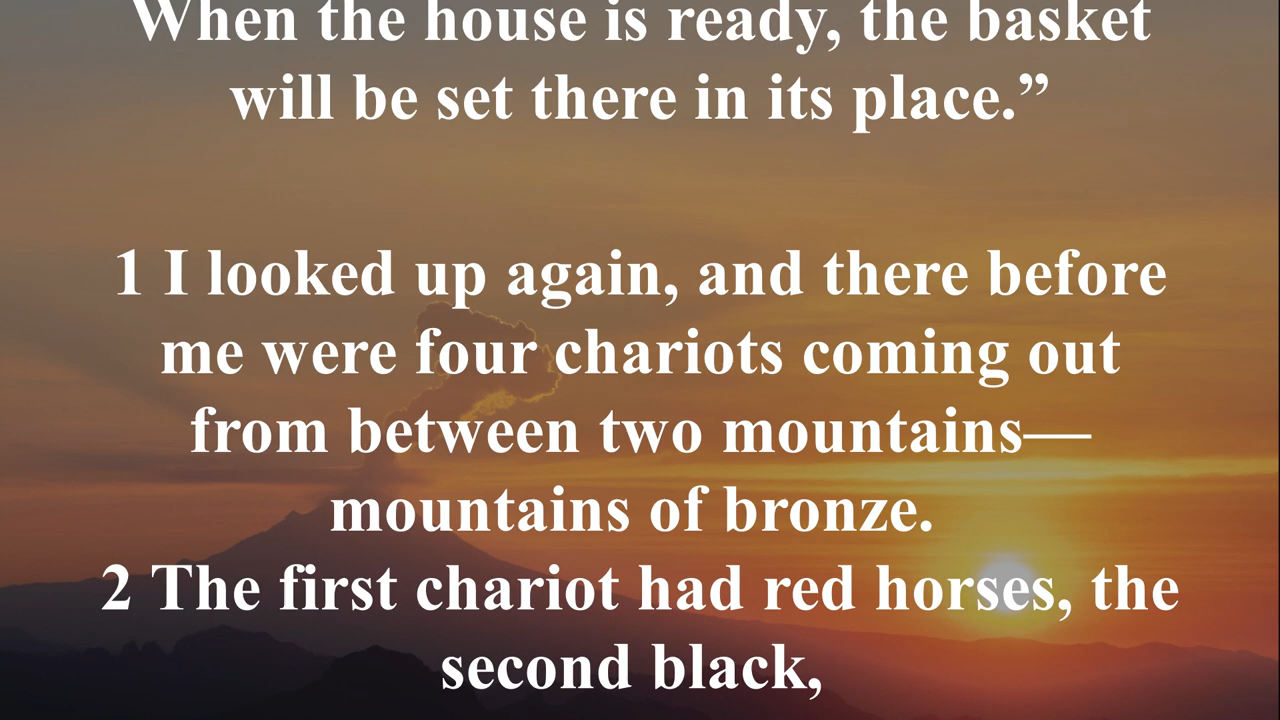 When the house is ready, the basket
will be set there in its place.”
1 I looked up again, and there before
me were four chariots coming out
from between two mountains—
mountains of bronze.
2 The first chariot had red horses, the
second black,